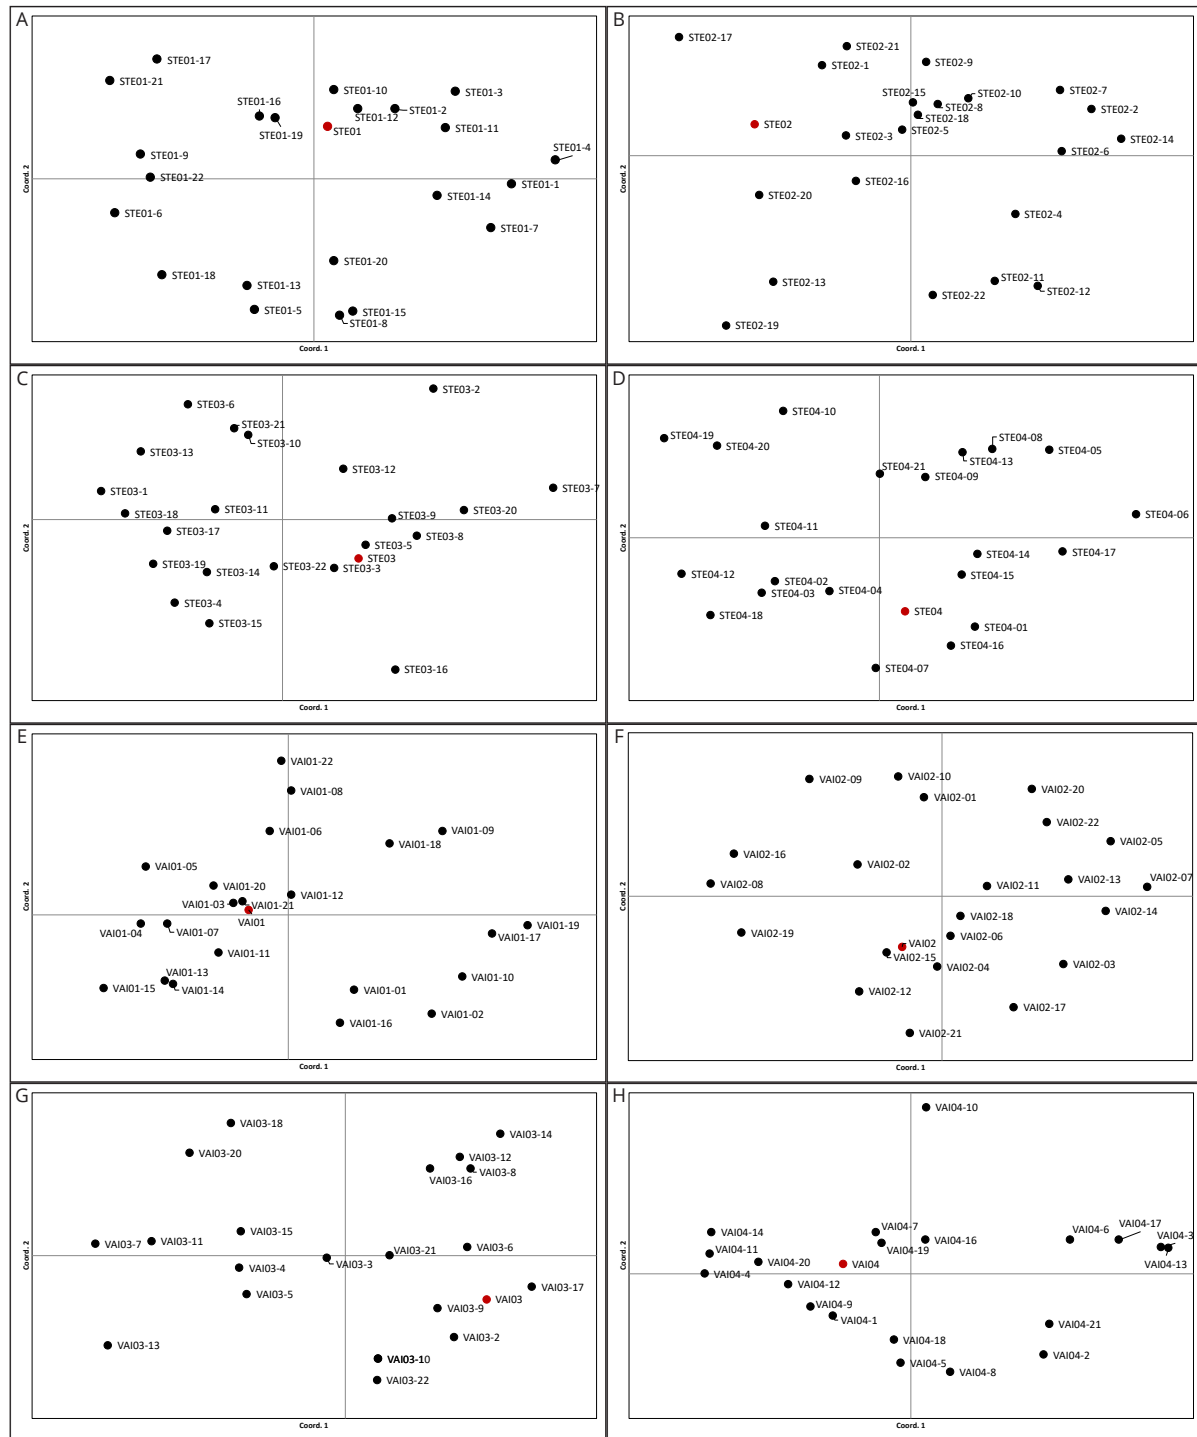 A
STE01-17
STE01-21
STE01-10
STE01-3
STE01-16
STE01-2
STE01-12
STE01-19
STE01
STE01-11
STE01-4
STE01-9
STE01-22
STE01-1
STE01-14
STE01-6
STE01-7
STE01-20
STE01-18
STE01-13
STE01-5
STE01-15
STE01-8
Coord. 2
Coord. 1
B
STE02-17
STE02-21
STE02-1
STE02-9
STE02-15
STE02-10
STE02-7
STE02-8
STE02-2
STE02-18
STE02
STE02-3
STE02-5
STE02-14
STE02-6
STE02-16
STE02-20
STE02-4
STE02-13
STE02-11
STE02-12
STE02-22
STE02-19
Coord. 2
Coord. 1
C
STE03-2
STE03-6
STE03-21
STE03-10
STE03-13
STE03-12
STE03-1
STE03-7
STE03-11
STE03-18
STE03-20
STE03-9
STE03-17
STE03-8
STE03-5
STE03
STE03-19
STE03-22
STE03-3
STE03-14
STE03-4
STE03-15
STE03-16
Coord. 2
Coord. 1
D
STE04-10
STE04-19
STE04-20
STE04-08
STE04-05
STE04-13
STE04-21
STE04-09
STE04-06
STE04-11
STE04-17
STE04-14
STE04-12
STE04-15
STE04-02
STE04-03
STE04-04
STE04-18
STE04
STE04-01
STE04-16
STE04-07
Coord. 2
Coord. 1
E
VAI01-22
VAI01-08
VAI01-06
VAI01-09
VAI01-18
VAI01-05
VAI01-20
VAI01-12
VAI01-03
VAI01-21
VAI01
VAI01-04
VAI01-07
VAI01-19
VAI01-17
VAI01-11
VAI01-13
VAI01-10
VAI01-15
VAI01-14
VAI01-01
VAI01-02
VAI01-16
Coord. 2
Coord. 1
F
VAI02-09
VAI02-10
VAI02-01
VAI02-20
VAI02-22
VAI02-05
VAI02-16
VAI02-02
VAI02-08
VAI02-13
VAI02-07
VAI02-11
VAI02-14
VAI02-18
VAI02-19
VAI02-06
VAI02
VAI02-15
VAI02-04
VAI02-03
VAI02-12
VAI02-17
VAI02-21
Coord. 2
Coord. 1
G
VAI03-18
VAI03-14
VAI03-20
VAI03-12
VAI03-8
VAI03-16
VAI03-15
VAI03-7
VAI03-11
VAI03-21
VAI03-6
VAI03-3
VAI03-4
VAI03-17
VAI03-5
VAI03
VAI03-9
VAI03-2
VAI03-13
VAI03-10
VAI03-22
Coord. 2
Coord. 1
H
VAI04-10
VAI04-14
VAI04-7
VAI04-6
VAI04-17
VAI04-3
VAI04-16
VAI04-19
VAI04-11
VAI04-20
VAI04
VAI04-13
VAI04-4
VAI04-12
VAI04-9
VAI04-1
VAI04-21
VAI04-18
VAI04-2
VAI04-5
VAI04-8
Coord. 2
Coord. 1